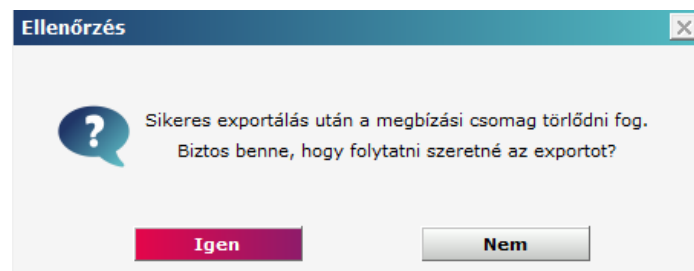 Ellenőrzés
Sikeres exportálás után a megbízási csomag törlődni fog.
Biztos benne, hogy folytatni szeretné az exportot?
Igen
Nem